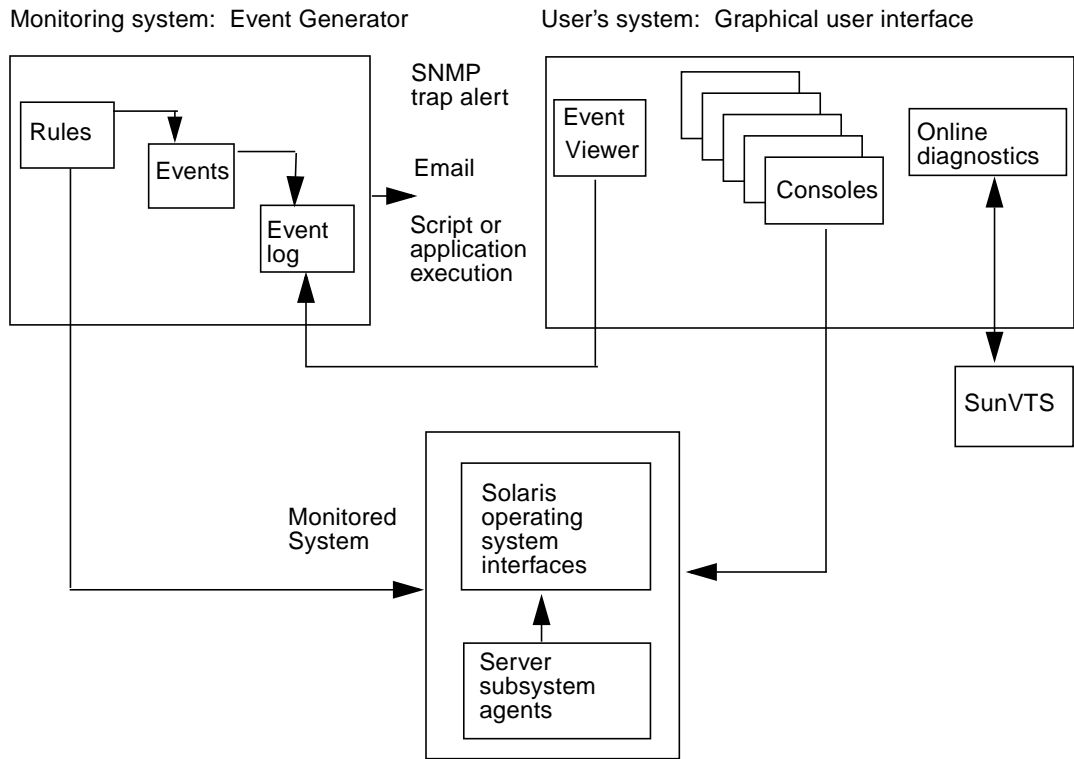 Monitoring system:  Event Generator
User's system:  Graphical user interface
Rules
Events
Event
log
SNMP
trap alert
Email
Script or
application
execution
Event
Viewer
Consoles
Online
diagnostics
SunVTS
Monitored
System
Solaris
operating
system
interfaces
Server
subsystem
agents